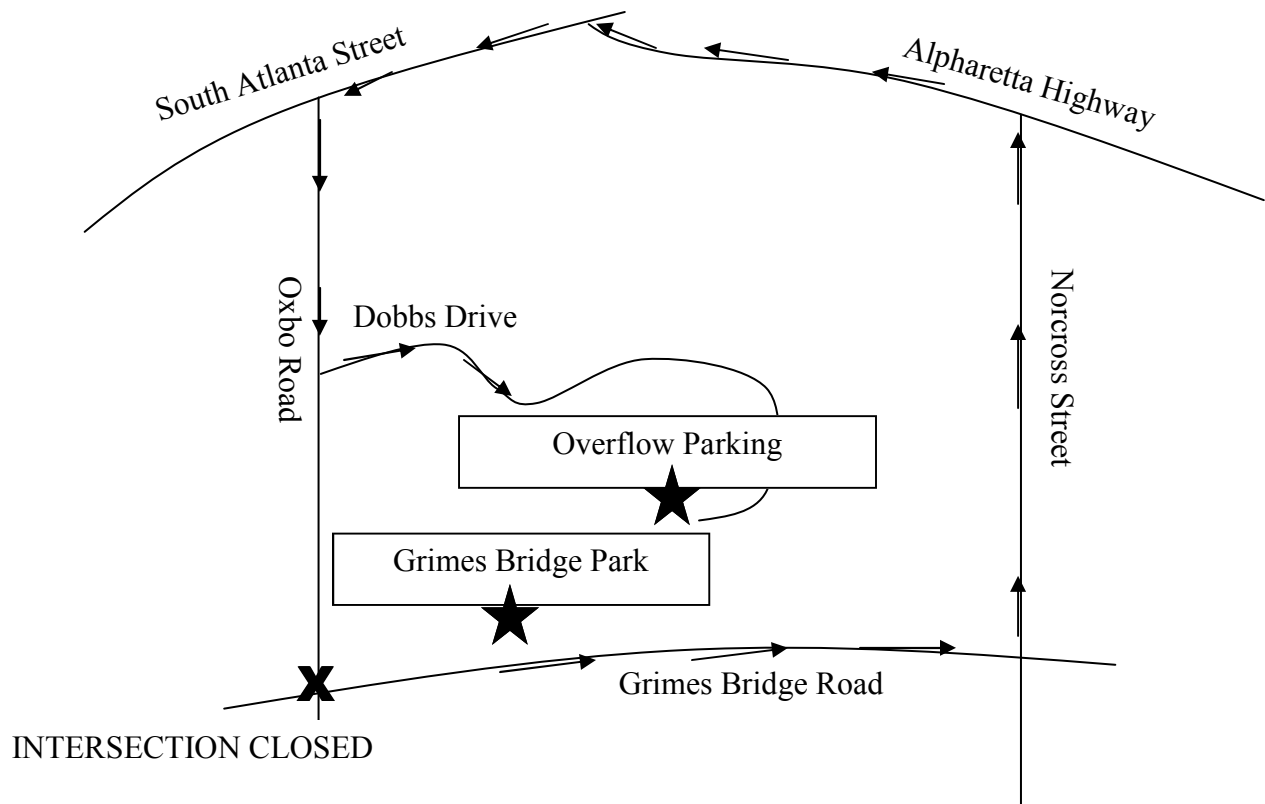 South Atlanta Street
Alpharetta Highway
Oxbo Road
Dobbs Drive
Norcross Street
Overflow Parking
Grimes Bridge Park
X
Grimes Bridge Road
INTERSECTION CLOSED